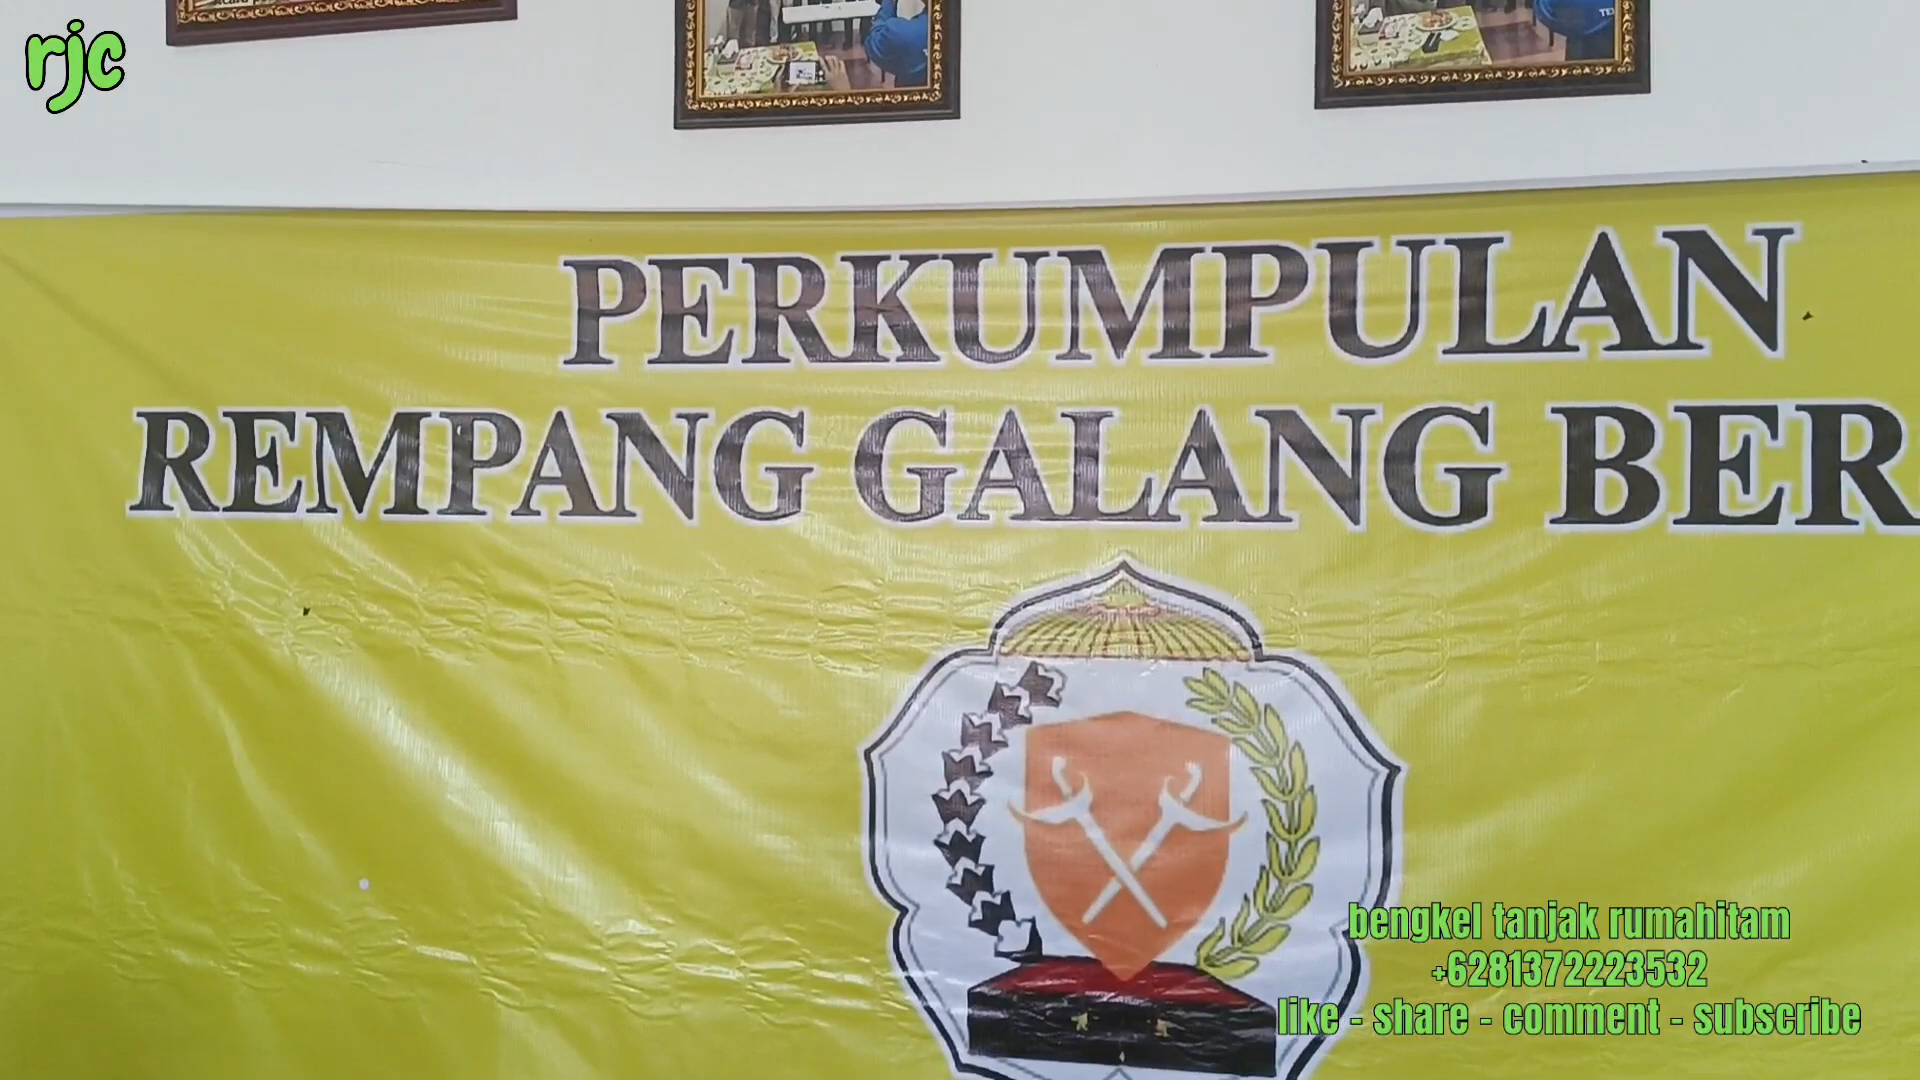 rjc
PERKUMPULAN
REMPANG GALANG BER
bengkel tanjak rumahitam
+6281372223532
like - share - comment - subscribe